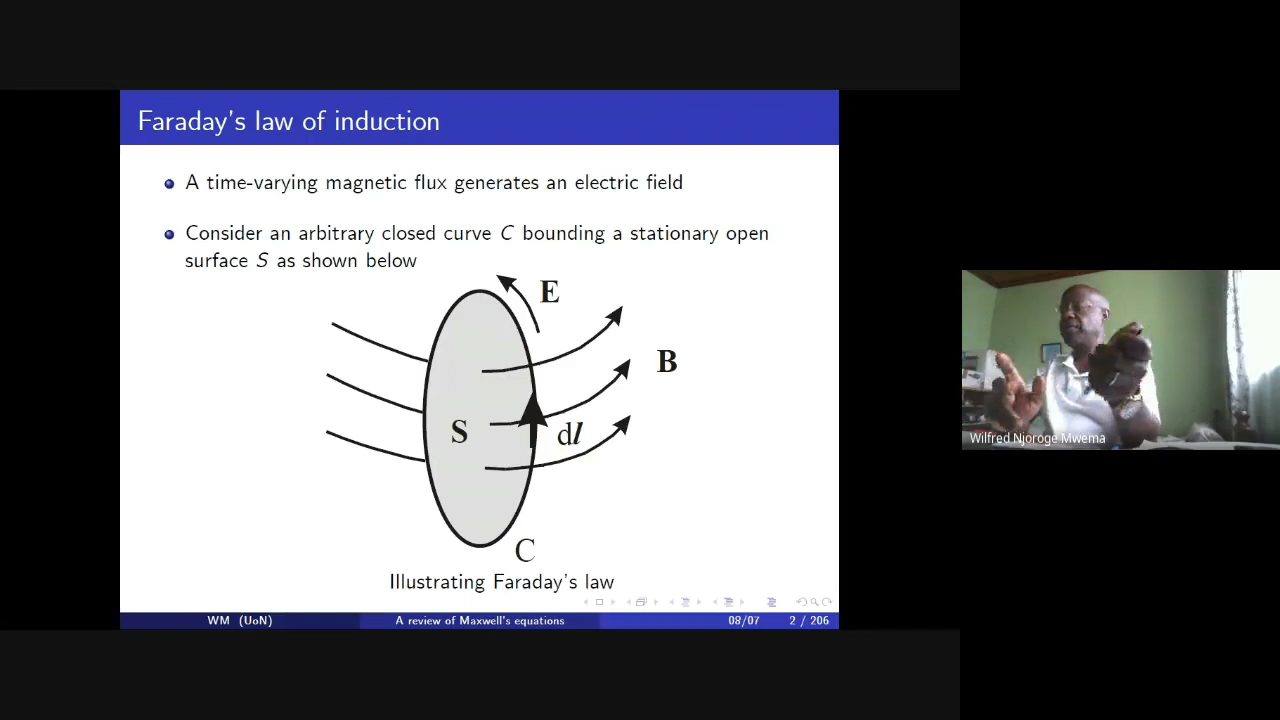 Faraday's law of induction
A time-varying magnetic flux generates an electric field
Consider an arbitrary closed curve C bounding a stationary open
surface S as shown below
E
B
S
dl
C
Illustrating Faraday's law
WM (UoN)
A review of Maxwell's equations
08/07
2 / 206
Wilfred Njoroge Mwema